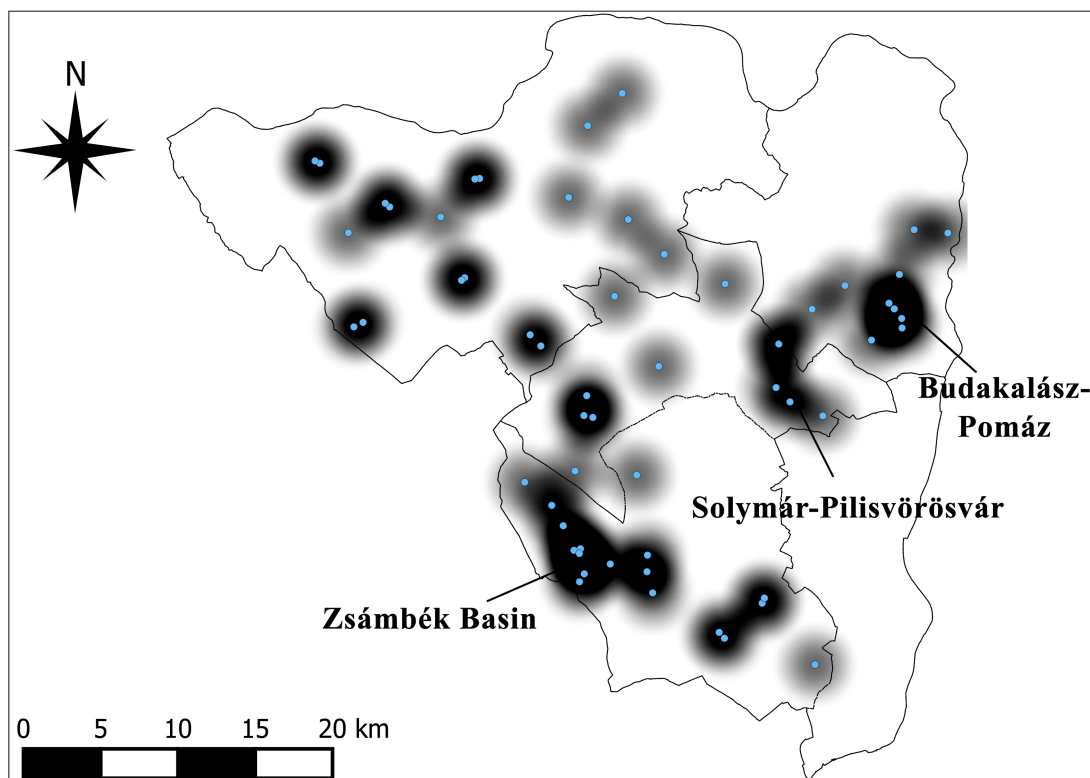 N
Budakalász-
Pomáz
Solymár-Pilisvörösvár
Zsámbék Basin
0 5 10 15 20 km